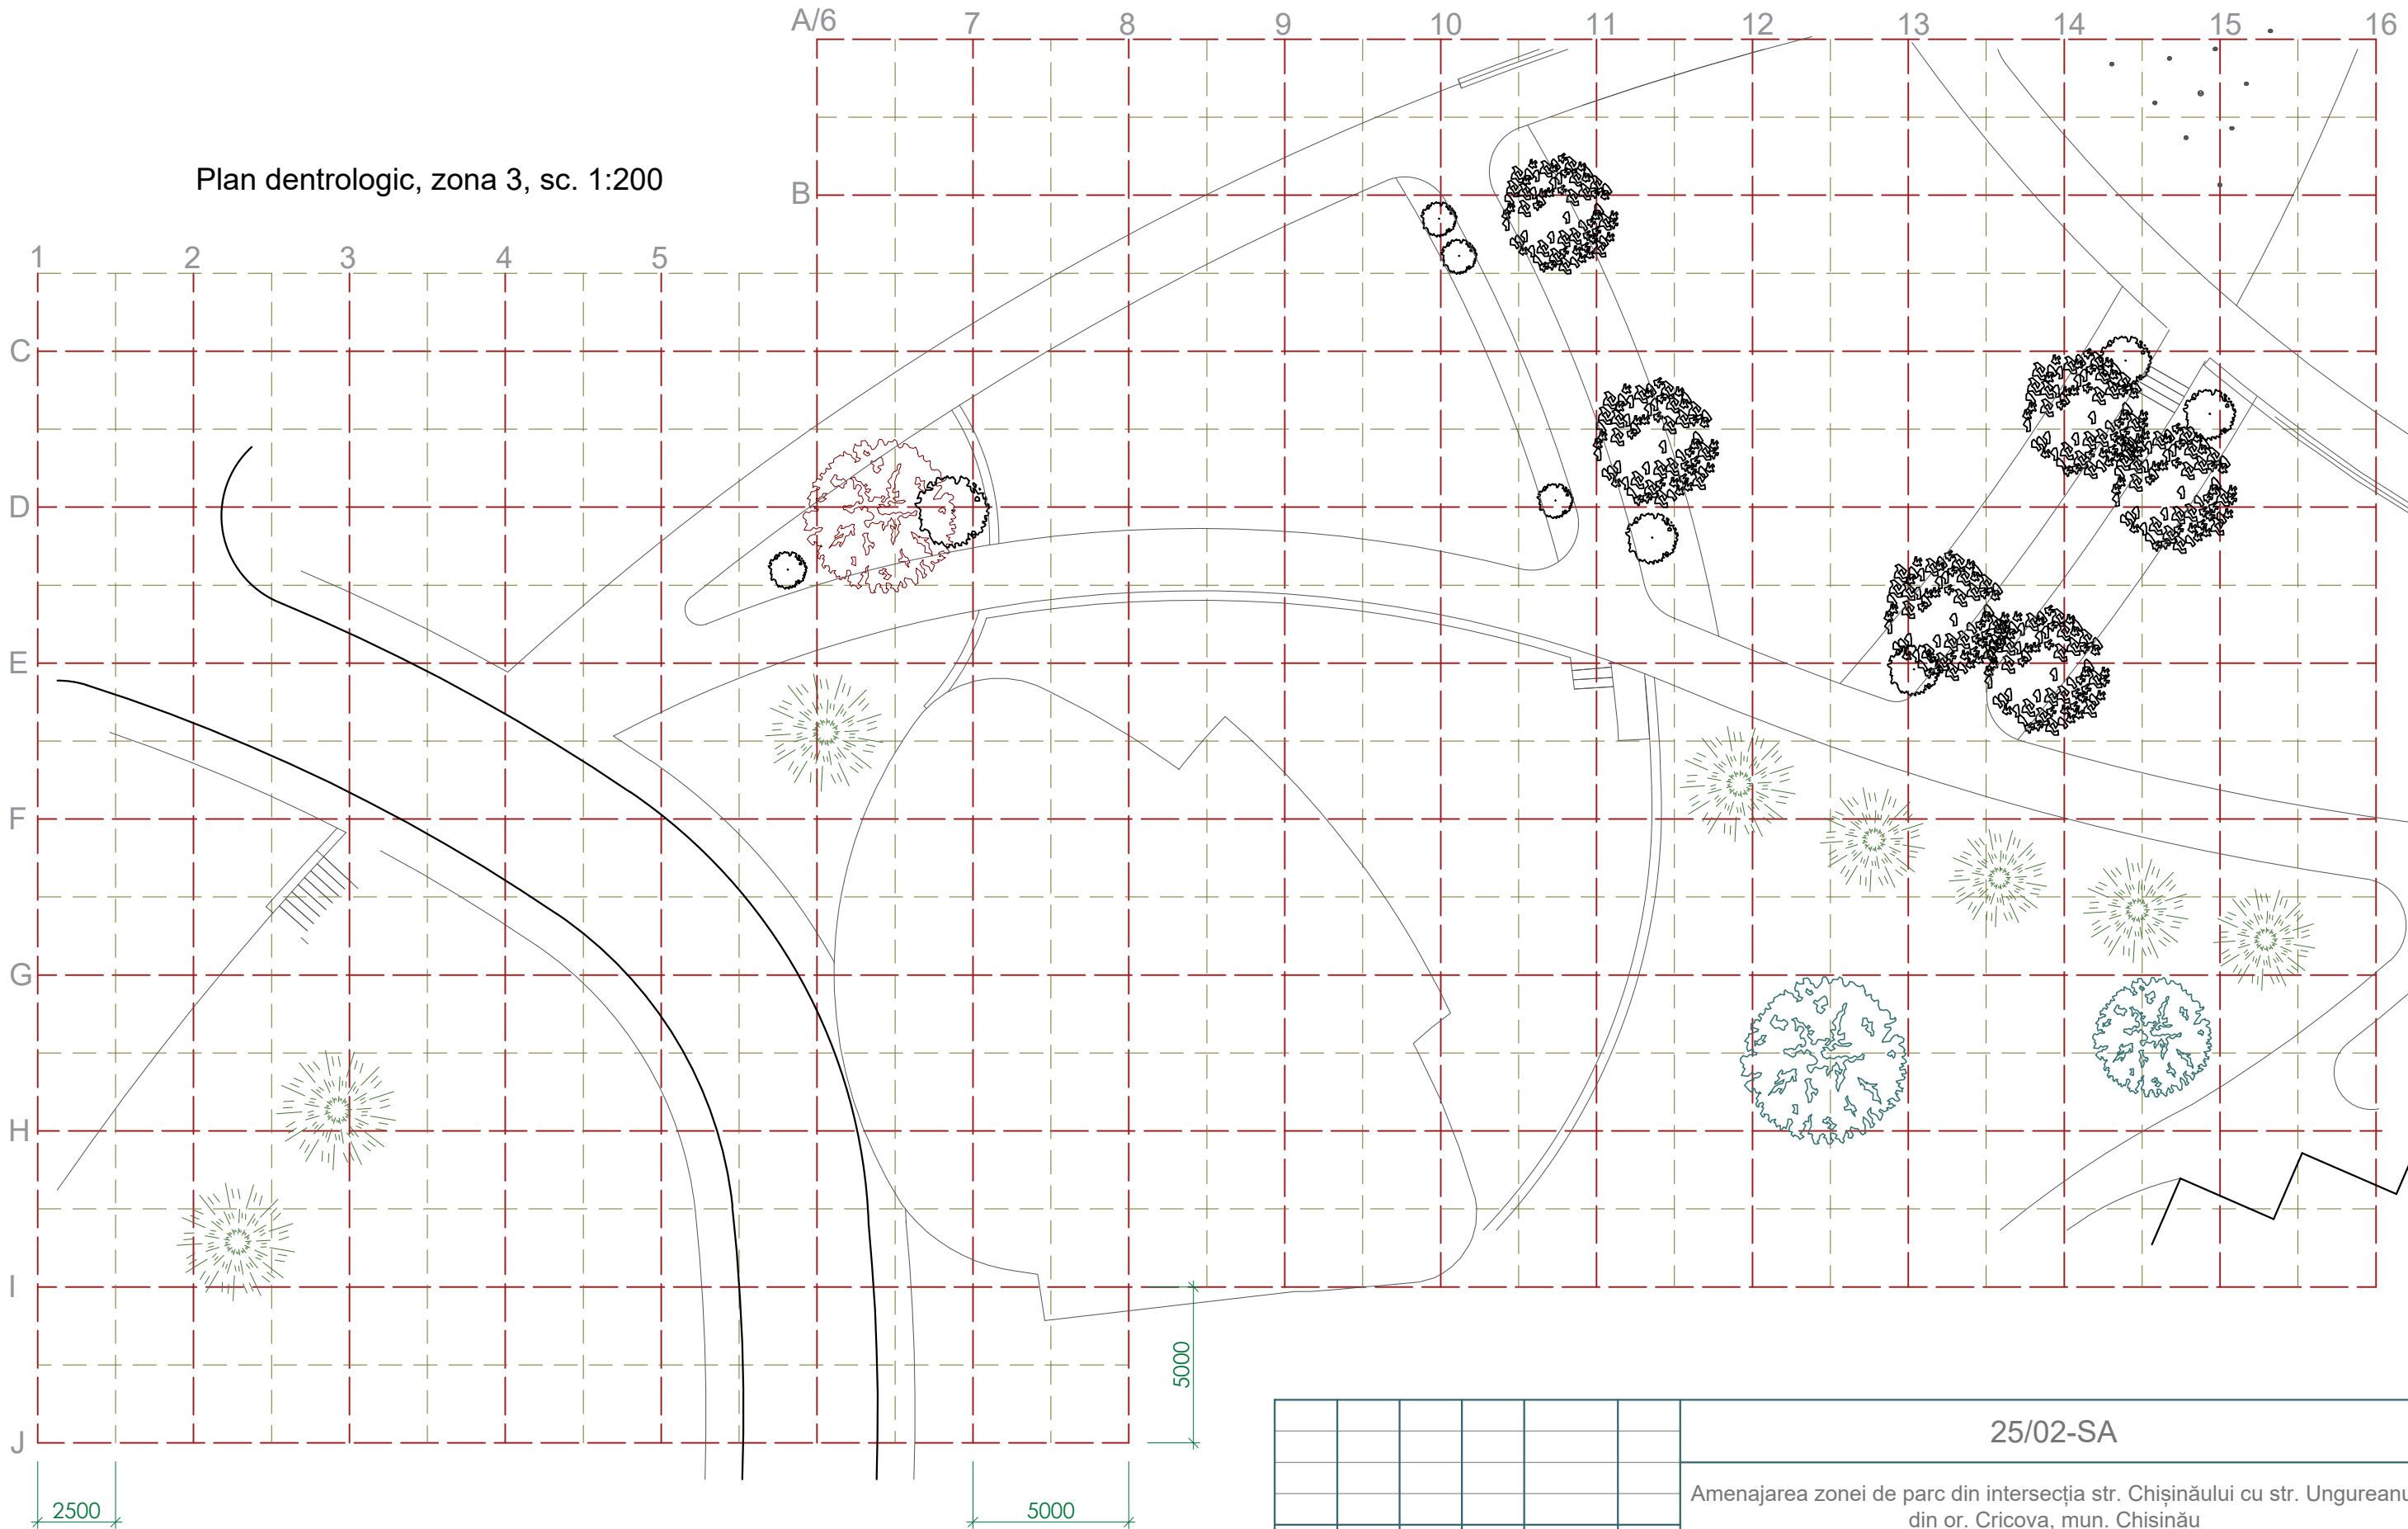 A/6 7 8 9 10 11 12 13 14 15 16
Plan dentrologic, zona 3, sc. 1:200
B
1 2 3 4 5
C
D
E
F
G
H
I
5000
J
25/02-SA
2500
5000
Amenajarea zonei de parc din intersecția str. Chișinăului cu str. Ungureanu
din or. Cricova, mun. Chisinău